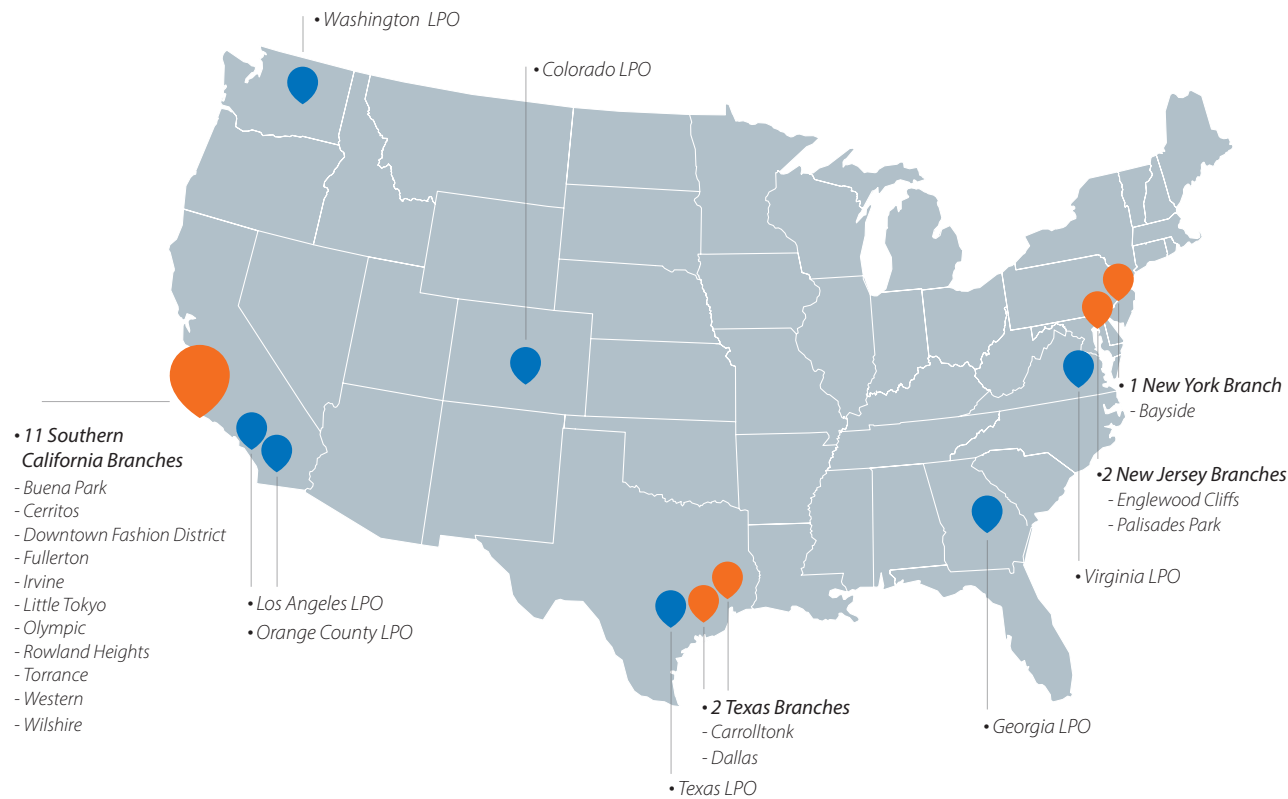 • Washington LPO
• Colorado LPO
• 1 New York Branch
- Bayside
• 11 Southern
California Branches
- Buena Park
- Cerritos
- Downtown Fashion District
- Fullerton
- Irvine
- Little Tokyo
- Olympic
- Rowland Heights
- Torrance
- Western
- Wilshire
•2 New Jersey Branches
- Englewood Cliffs
- Palisades Park
• Virginia LPO
• Los Angeles LPO
• Orange County LPO
• 2 Texas Branches
- Carrolltonk
- Dallas
• Georgia LPO
• Texas LPO